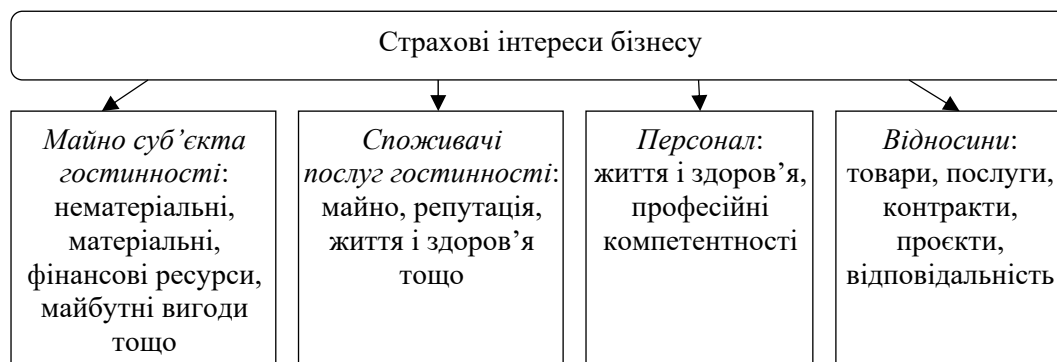 Страхові інтереси бізнесу
Майно суб’єкта
гостинності:
нематеріальні,
матеріальні,
фінансові ресурси,
майбутні вигоди
тощо
Споживачі
послуг гостинності:
майно, репутація,
життя і здоров’я
тощо
Персонал:
життя і здоров’я,
професійні
компетентності
Відносини:
товари, послуги,
контракти,
проєкти,
відповідальність